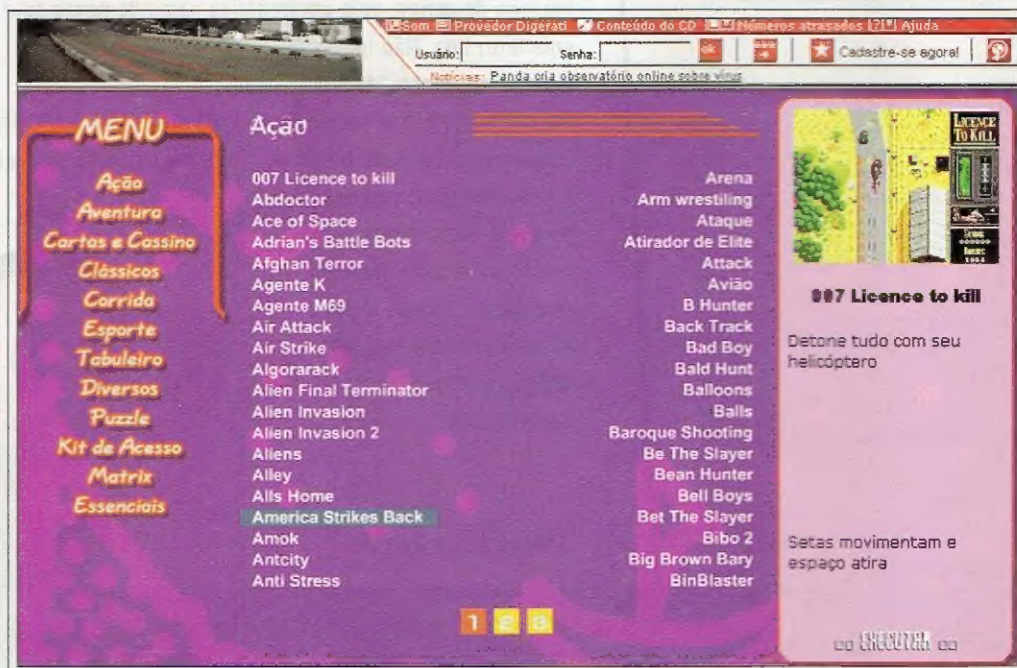 Som Provedor Digerati Conteúdo do CD Números atrasados Ajuda
Usuário: Senha: ok Cadastre-se agora!
Notícias: Panda cria observatório online sobre vírus
MENU
Ação
Aventura
Cartas e Cassino
Clássicos
Corrida
Esporte
Tabuleiro
Diversos
Puzzle
Kit de Acesso
Matrix
Essenciais
Ação
007 Licence to kill
Abdoctor
Ace of Space
Adrian's Battle Bots
Afghan Terror
Agente K
Agente M69
Air Attack
Air Strike
Algorarack
Alien Final Terminator
Alien Invasion
Alien Invasion 2
Aliens
Alley
Alls Home
America Strikes Back
Amok
Antcity
Anti Stress
Arena
Arm wrestiling
Ataque
Atirador de Elite
Attack
Avião
B Hunter
Back Track
Bad Boy
Bald Hunt
Balloons
Balls
Baroque Shooting
Be The Slayer
Bean Hunter
Bell Boys
Bet The Slayer
Bibo 2
Big Brown Bary
BinBlaster
1 2 3
LICENCE
TO KILL
007 Licence to kill
Detone tudo com seu
helicóptero
Setas movimentam e
espaço atira
EXECUTAR